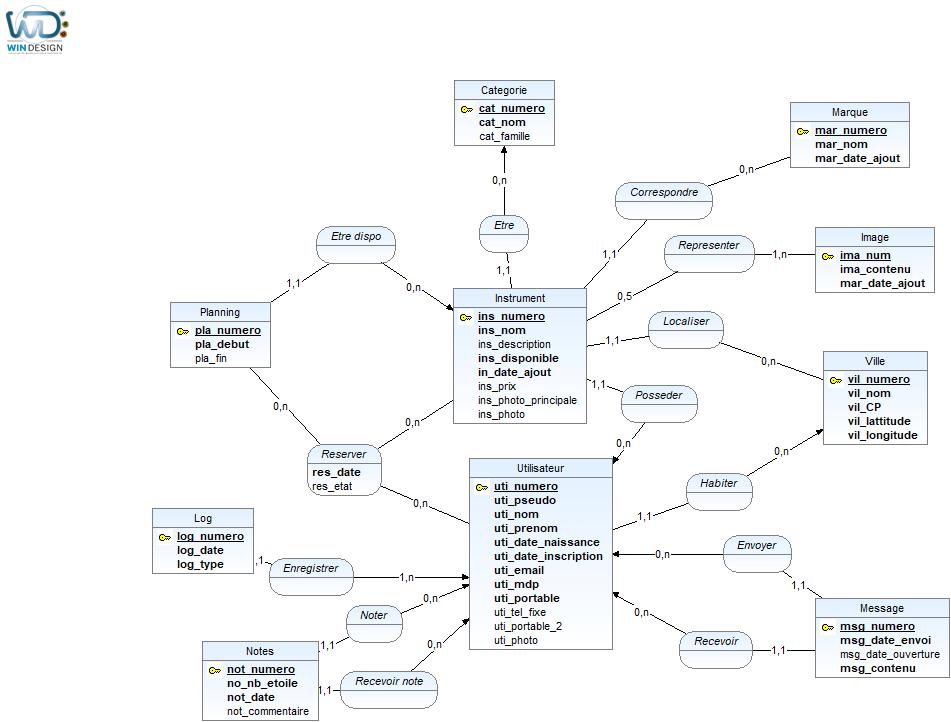 WD
WINDESIGN
Categorie
cat_numero
cat_nom
cat_famille
Marque
mar_numero
mar_nom
mar_date_ajout
0,n
0,n
Correspondre
Etre
Etre dispo
Representer
Image
ima_num
ima_contenu
mar_date_ajout
1,n
1,1
1,1
1,1
0,n
0,5
Planning
pla_numero
pla_debut
pla_fin
Instrument
ins_numero
ins_nom
ins_description
ins_disponible
in_date_ajout
ins_prix
ins_photo_principale
ins_photo
Localiser
1,1
0,n
Ville
vil_numero
vil_nom
vil_CP
vil_lattitude
vil_longitude
1,1
Posseder
0,n
0,n
0,n
0,n
Reserver
res_date
res_etat
0,n
Habiter
0,n
1,1
Utilisateur
uti_numero
uti_pseudo
uti_nom
uti_prenom
uti_date_naissance
uti_date_inscription
uti_email
uti_mdp
uti_portable
uti_tel_fixe
uti_portable_2
uti_photo
Log
log_numero
log_date
log_type
,1
Enregistrer
1,n
Envoyer
0,n
1,1
Noter
0,n
1,1
Message
msg_numero
msg_date_envoi
msg_date_ouverture
msg_contenu
0,n
Recevoir
1,1
Notes
not_numero
no_nb_etoile
not_date
not_commentaire
0,n
Recevoir note
1,1